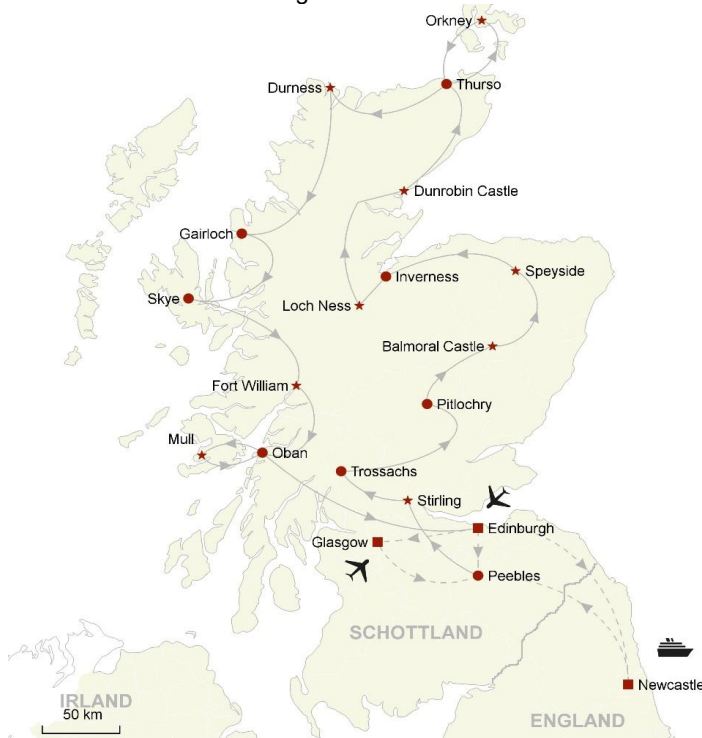 Orkney
Thurso
Durness
Dunrobin Castle
Gairloch
Inverness
Speyside
Skye
Loch Ness
Balmoral Castle
Fort William
Pitlochry
Mull
Oban
Trossachs
Stirling
Edinburgh
Glasgow
Peebles
SCHOTTLAND
Newcastle
IRLAND
50 km
ENGLAND